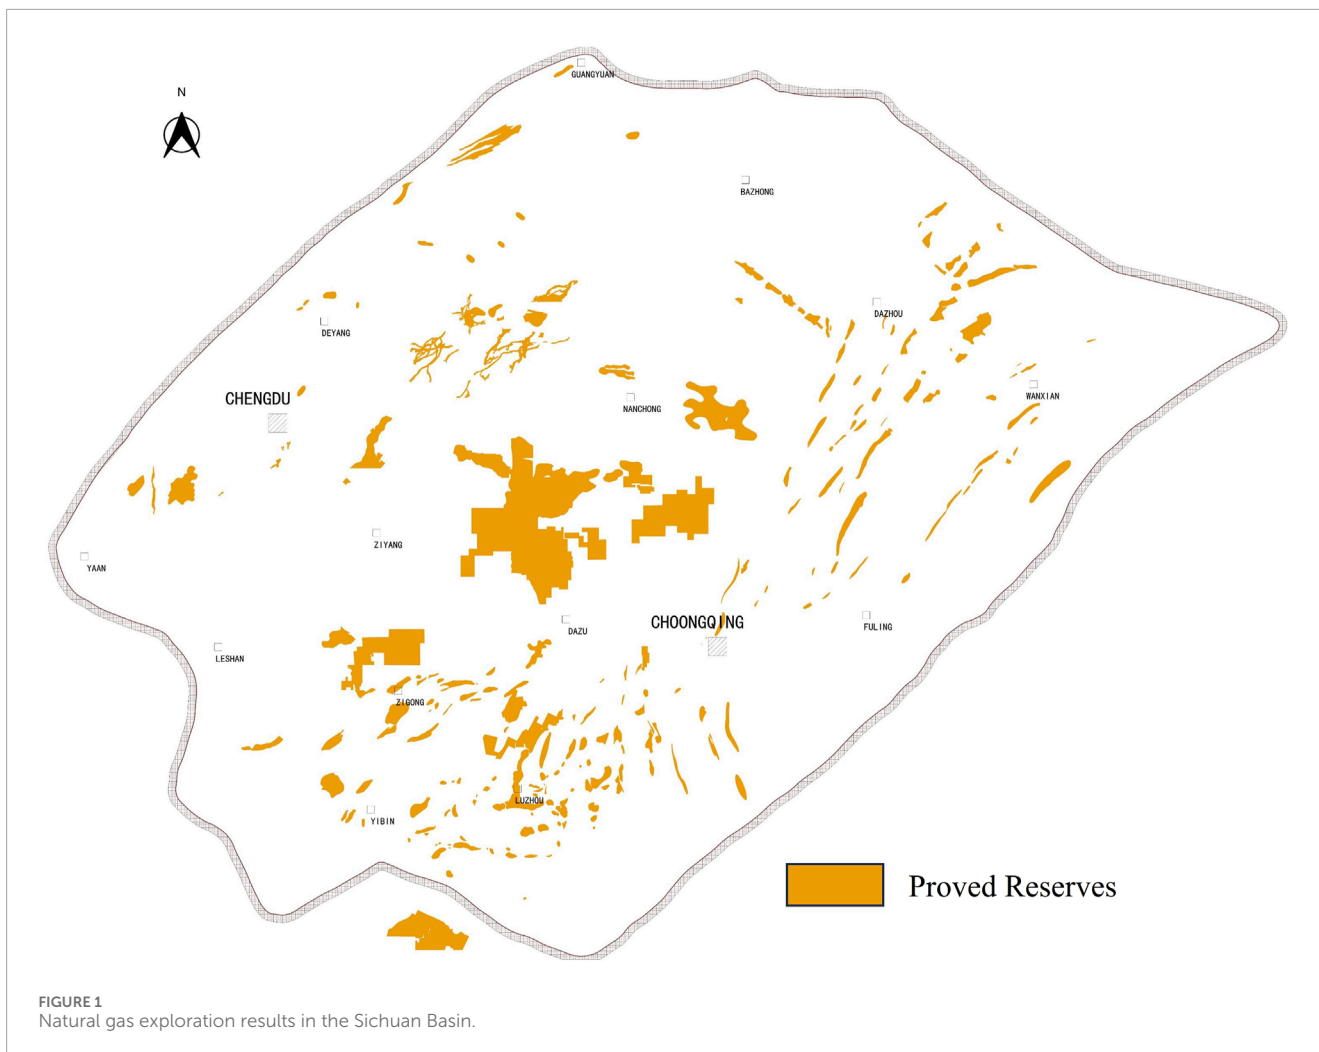 N
GUANGYUAN
BAZHONG
DEYANG
DAZHOU
CHENGDU
NANCHONG
WANXIAN
ZIYANG
YAAN
DAZU
CHOONGQING
FULING
LESHAN
ZIGONG
LUZHOU
YIBIN
Proved Reserves
FIGURE 1
Natural gas exploration results in the Sichuan Basin.